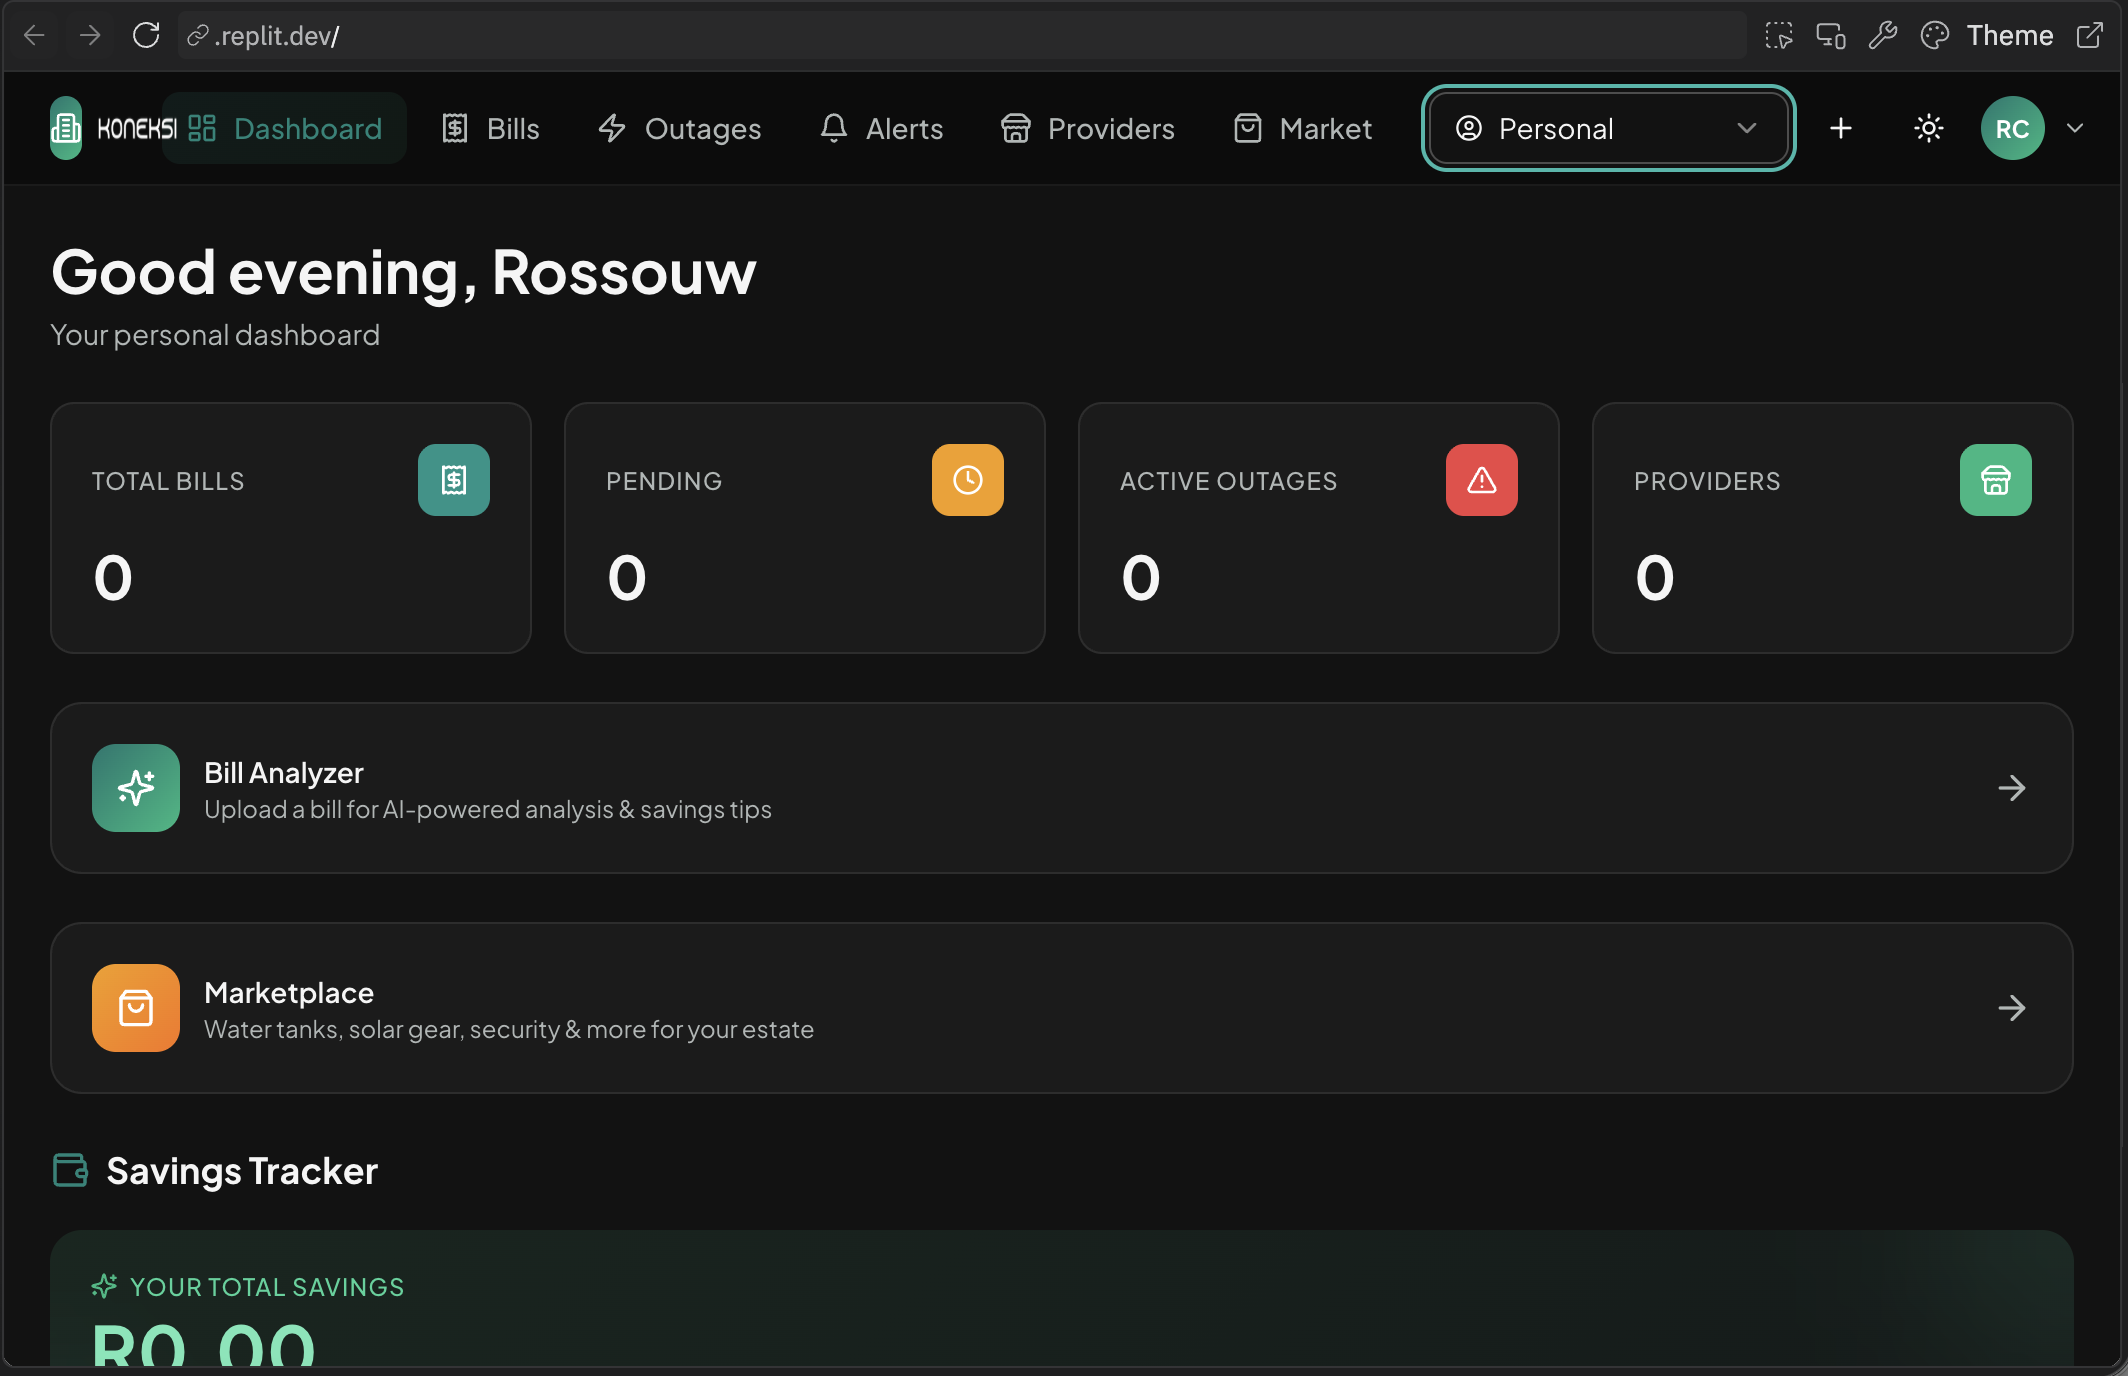 .replit.dev/
Theme
KONEKSI
Dashboard
Bills
Outages
Alerts
Providers
Market
Personal
RC
Good evening, Rossouw
Your personal dashboard
TOTAL BILLS
0
PENDING
0
ACTIVE OUTAGES
0
PROVIDERS
0
Bill Analyzer
Upload a bill for AI-powered analysis & savings tips
Marketplace
Water tanks, solar gear, security & more for your estate
Savings Tracker
YOUR TOTAL SAVINGS
R0.00